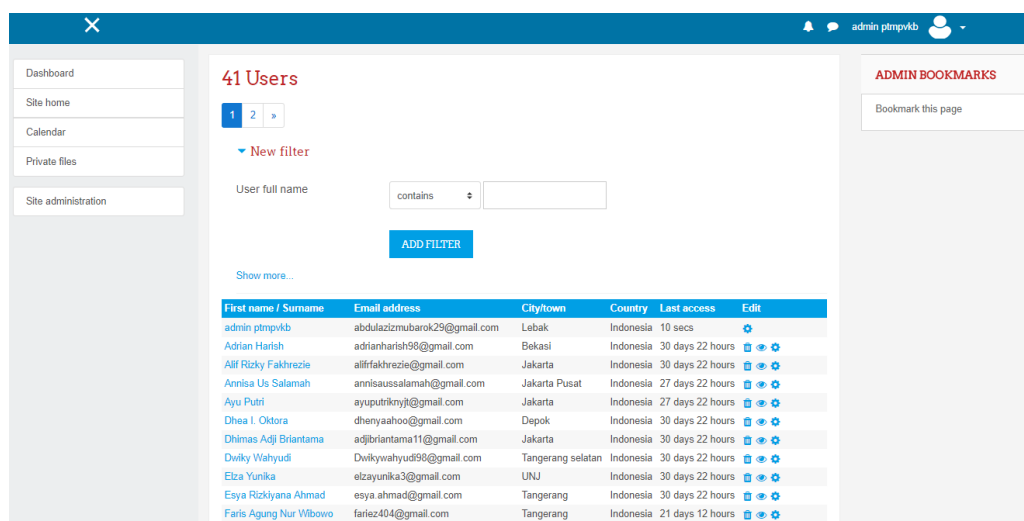 admin ptmpvkb
Dashboard
Site home
Calendar
Private files
Site administration
41 Users
1 2 »
New filter
User full name contains
ADD FILTER
Show more...
First name / Surname Email address City/town Country Last access Edit
admin ptmpvkb abdulazizmubarok29@gmail.com Lebak Indonesia 10 secs
Adrian Harish adrianharish98@gmail.com Bekasi Indonesia 30 days 22 hours
Alif Rizky Fakhrezie alifrfakhrezie@gmail.com Jakarta Indonesia 30 days 22 hours
Annisa Us Salamah annisaussalamah@gmail.com Jakarta Pusat Indonesia 27 days 22 hours
Ayu Putri ayuputriknyjt@gmail.com Jakarta Indonesia 27 days 22 hours
Dhea I. Oktora dhenyaahoo@gmail.com Depok Indonesia 30 days 22 hours
Dhimas Adji Briantama adjibriantama11@gmail.com Jakarta Indonesia 30 days 22 hours
Dwiky Wahyudi Dwikywahyudi98@gmail.com Tangerang selatan Indonesia 30 days 22 hours
Elza Yunika elzayunika3@gmail.com UNJ Indonesia 30 days 22 hours
Esya Rizkiyana Ahmad esya.ahmad@gmail.com Tangerang Indonesia 30 days 22 hours
Faris Agung Nur Wibowo fariez404@gmail.com Tangerang Indonesia 21 days 12 hours
ADMIN BOOKMARKS
Bookmark this page